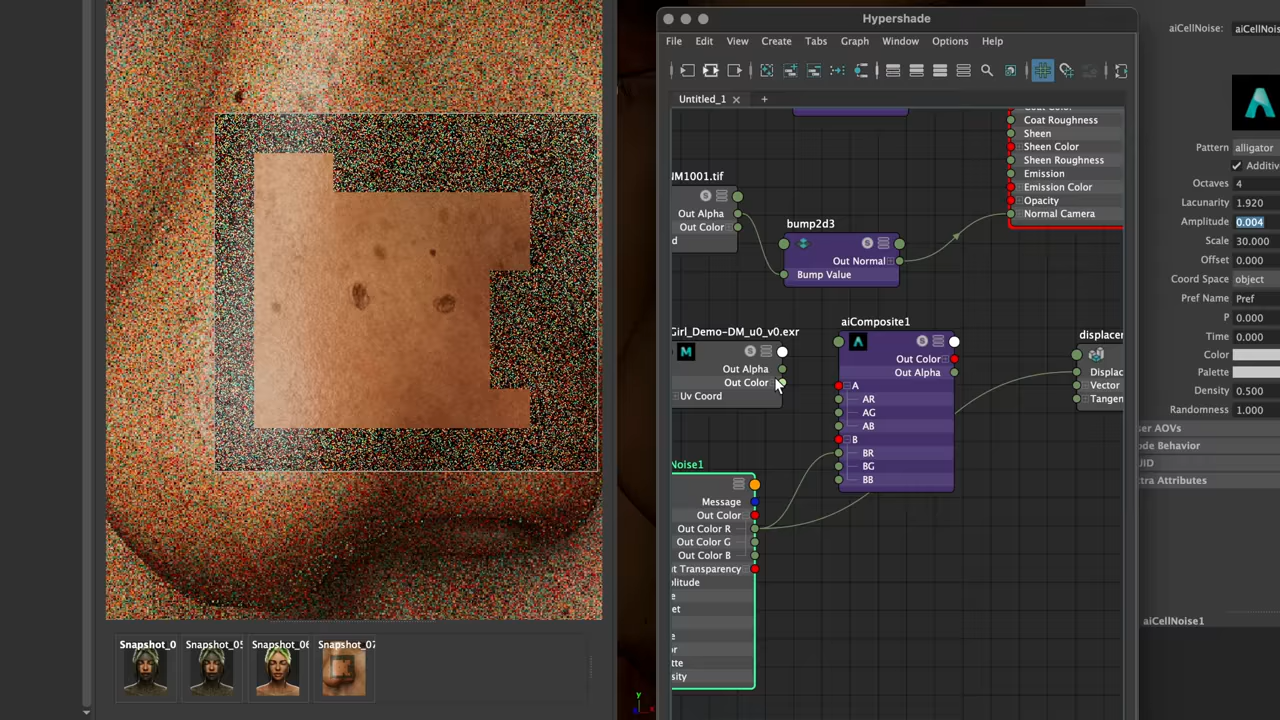 Hypershade
File Edit View Create Tabs Graph Window Options Help
Untitled_1
Coat Roughness
Sheen
Sheen Color
Sheen Roughness
Emission
Emission Color
Opacity
Normal Camera
NM1001.tif
Out Alpha
Out Color
bump2d3
Out Normal
Bump Value
Girl_Demo-DM_u0_v0.exr
Out Alpha
Out Color
Uv Coord
aiComposite1
Out Color
Out Alpha
A
AR
AG
AB
B
BR
BG
BB
displacer
Displac
Vector
Tangen
Noise1
Message
Out Color
Out Color R
Out Color G
Out Color B
t Transparency
plitude
et
tte
sity
aiCellNoise: aiCellNois
Pattern alligator
Additiv
Octaves 4
Lacunarity 1.920
Amplitude 0.004
Scale 30.000
Offset 0.000
Coord Space object
Pref Name Pref
P 0.000
Time 0.000
Color
Palette
Density 0.500
Randomness 1.000
ser AOVs
ode Behavior
UID
tra Attributes
aiCellNoise1
Snapshot_0 Snapshot_05 Snapshot_06 Snapshot_07